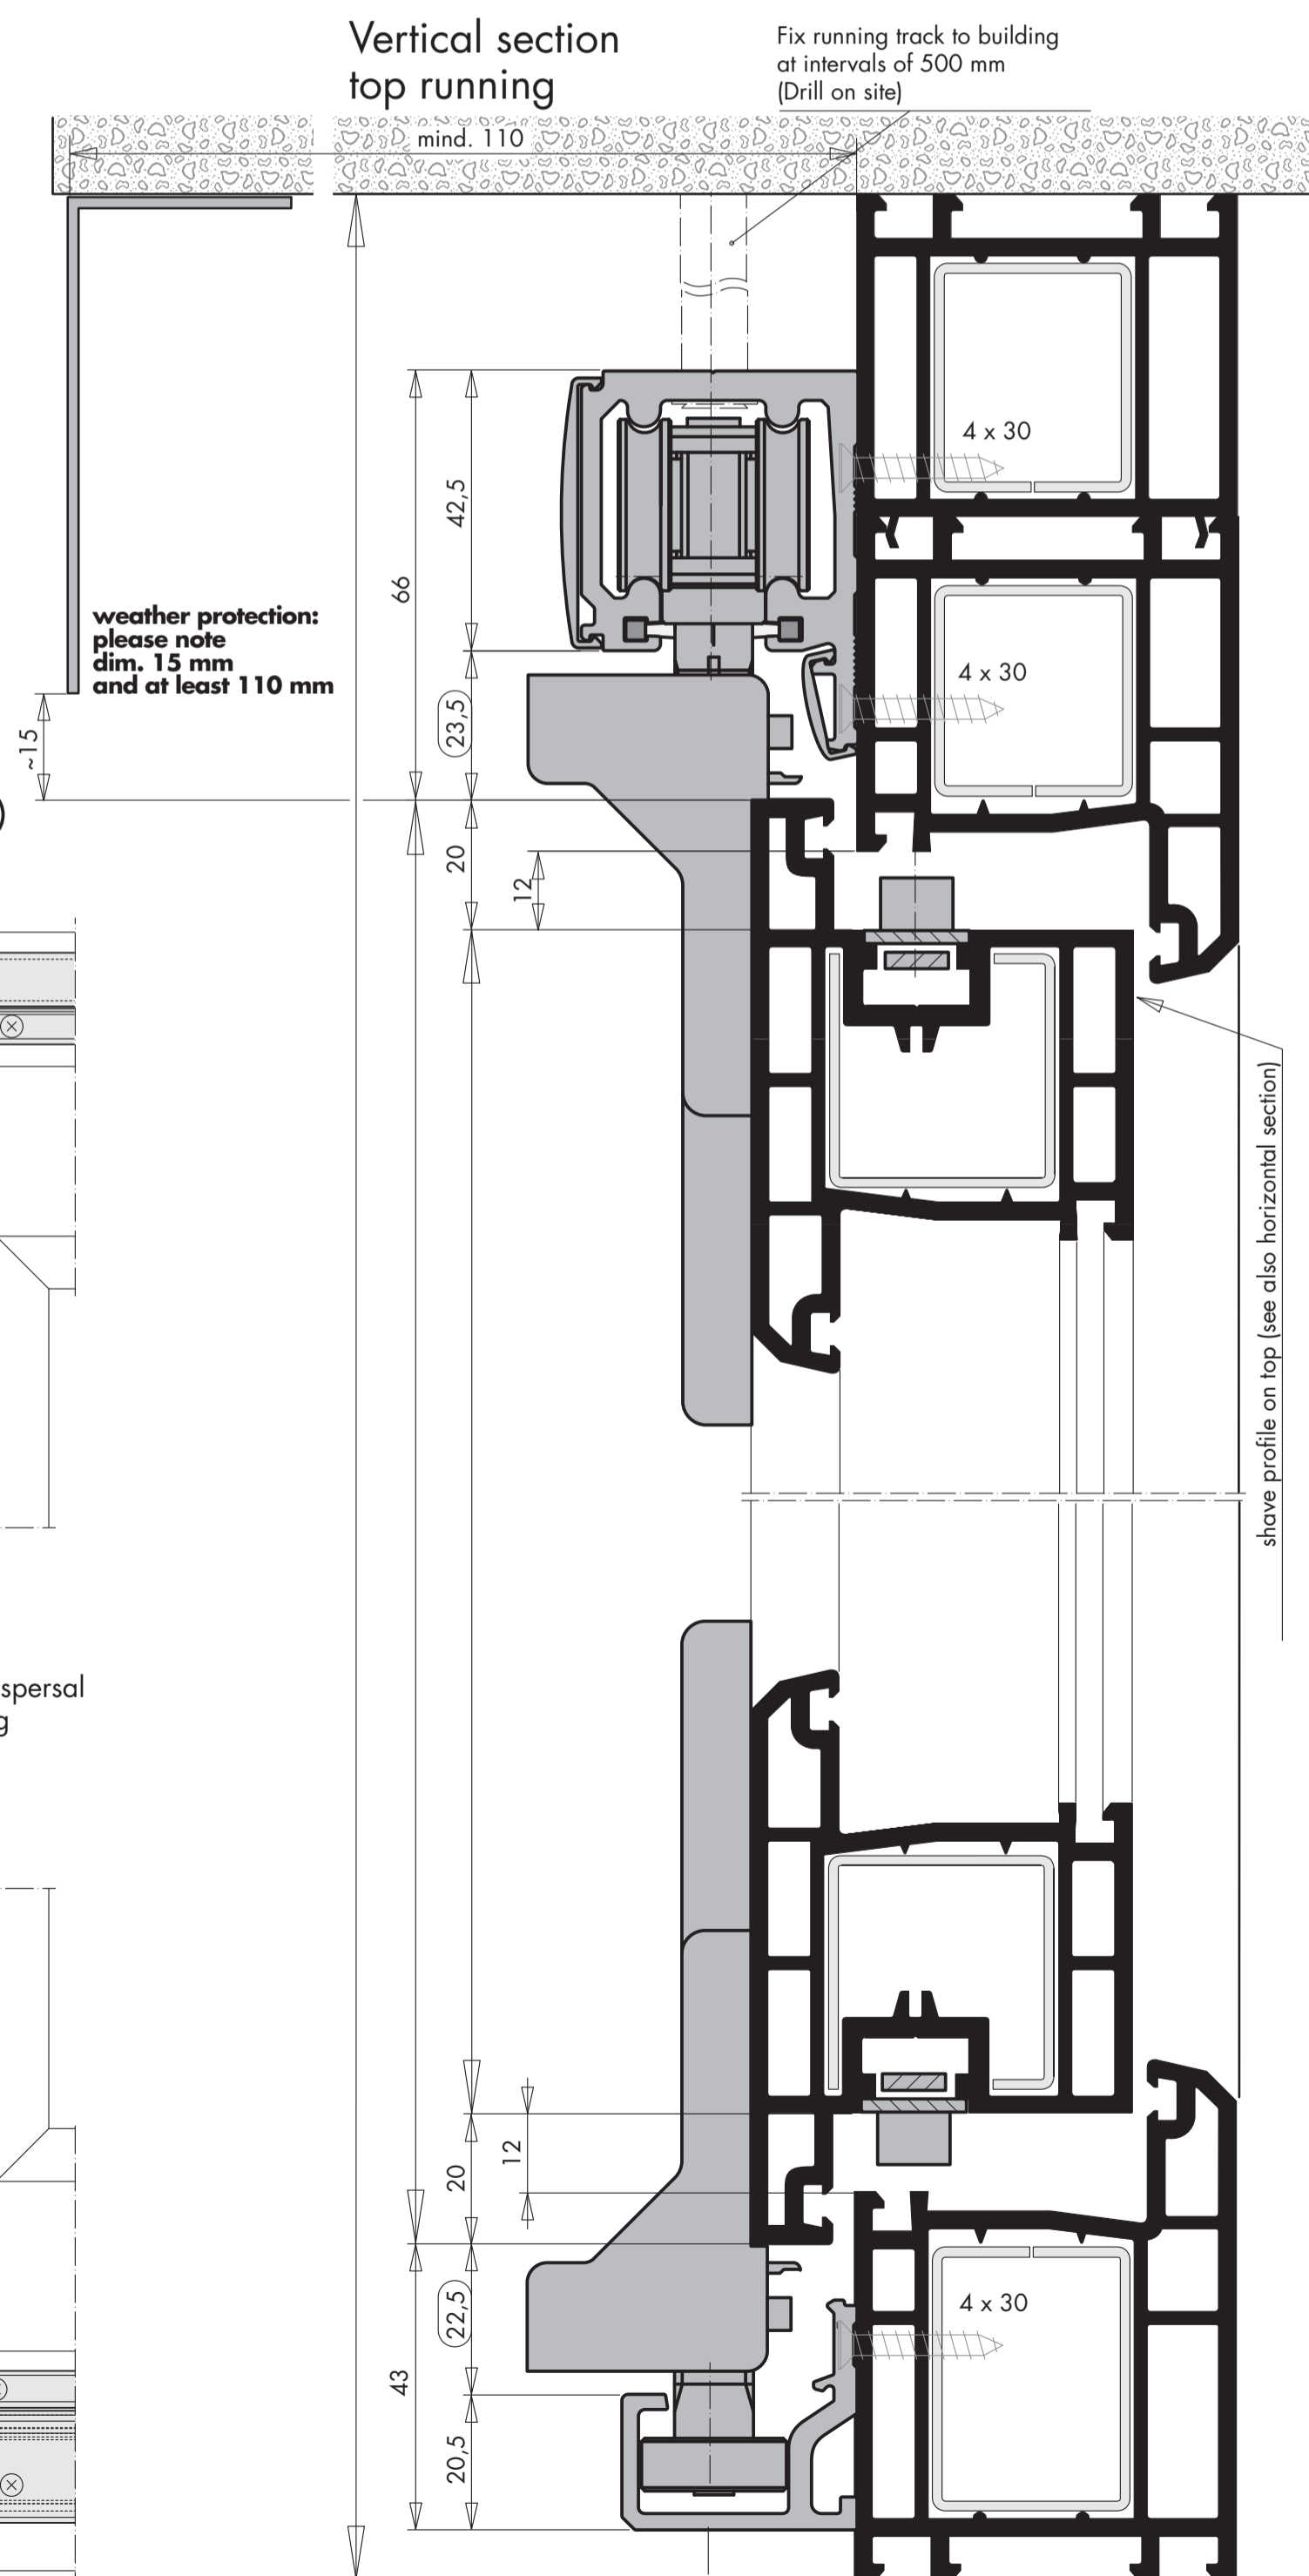 Vertical section
top running
Fix running track to building
at intervals of 500 mm
(Drill on site)
mind. 110
4 x 30
42,5
66
weather protection:
please note
dim. 15 mm
and at least 110 mm
4 x 30
23,5
~15
)
20
12
shave profile on top (see also horizontal section)
spersal
g
12
20
22,5
4 x 30
43
20,5